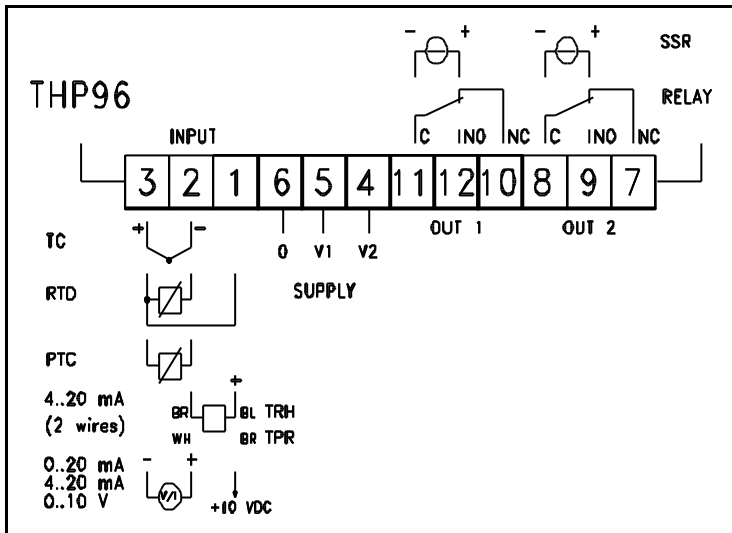 - + - + SSR
THP96
RELAY
INPUT C NO NC C NO NC
3 2 1 6 5 4 11 12 10 8 9 7
+ - OUT 1 OUT 2
TC 0 V1 V2
RTD SUPPLY
PTC
+
4..20 mA BR BL TRH
(2 wires) WH BR TPR
0..20 mA - +
4..20 mA V/I
0..10 V +10 VDC